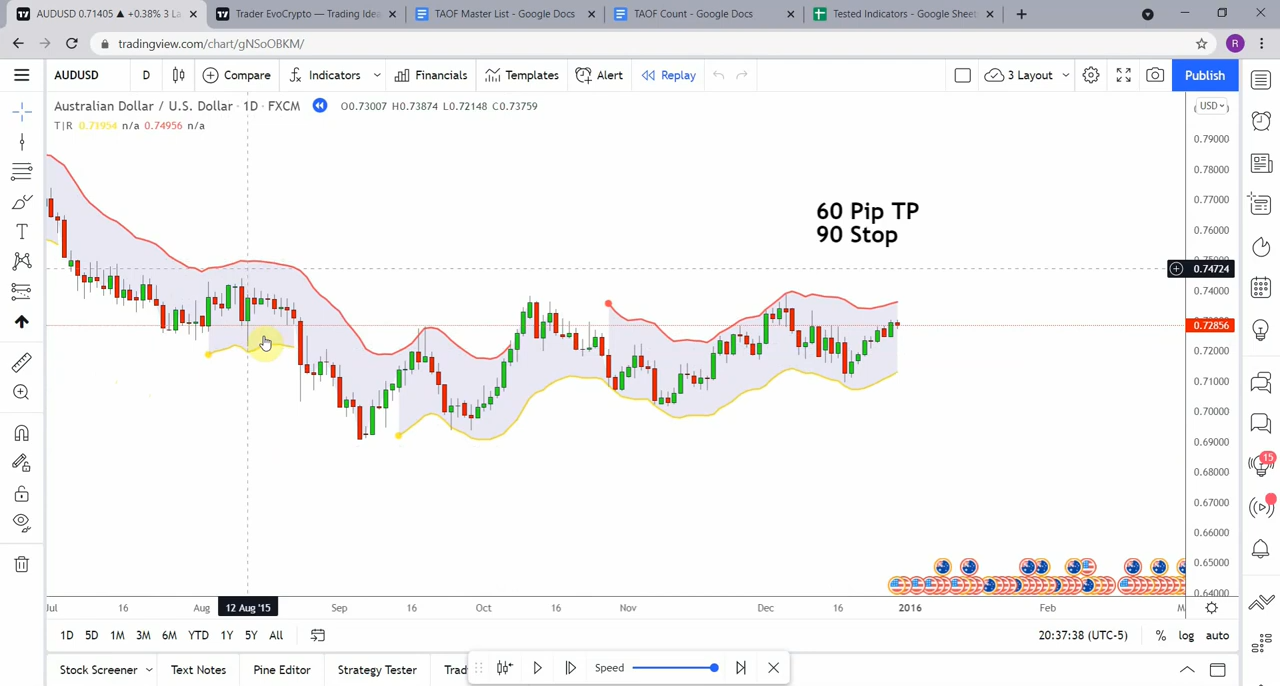 AUDUSD 0.71405 ▲ +0.38% 3 La
Trader EvoCrypto — Trading Idea
TAOF Master List - Google Docs
TAOF Count - Google Docs
Tested Indicators - Google Sheet
tradingview.com/chart/gNSoOBKM/
R
AUDUSD
D
Compare
Indicators
Financials
Templates
Alert
Replay
3 Layout
Publish
Australian Dollar / U.S. Dollar · 1D · FXCM
O0.73007 H0.73874 L0.72148 C0.73759
USD
T|R 0.71954 n/a 0.74956 n/a
0.79000
0.78000
0.77000
60 Pip TP
0.76000
90 Stop
0.74724
0.74000
0.72856
0.72000
0.71000
0.70000
0.69000
15
0.68000
0.67000
0.66000
0.65000
0.64000
Jul
16
Aug
12 Aug '15
Sep
16
Oct
16
Nov
Dec
16
2016
Feb
1D
5D
1M
3M
6M
YTD
1Y
5Y
All
20:37:38 (UTC-5)
%
log
auto
Stock Screener
Text Notes
Pine Editor
Strategy Tester
Trad
Speed